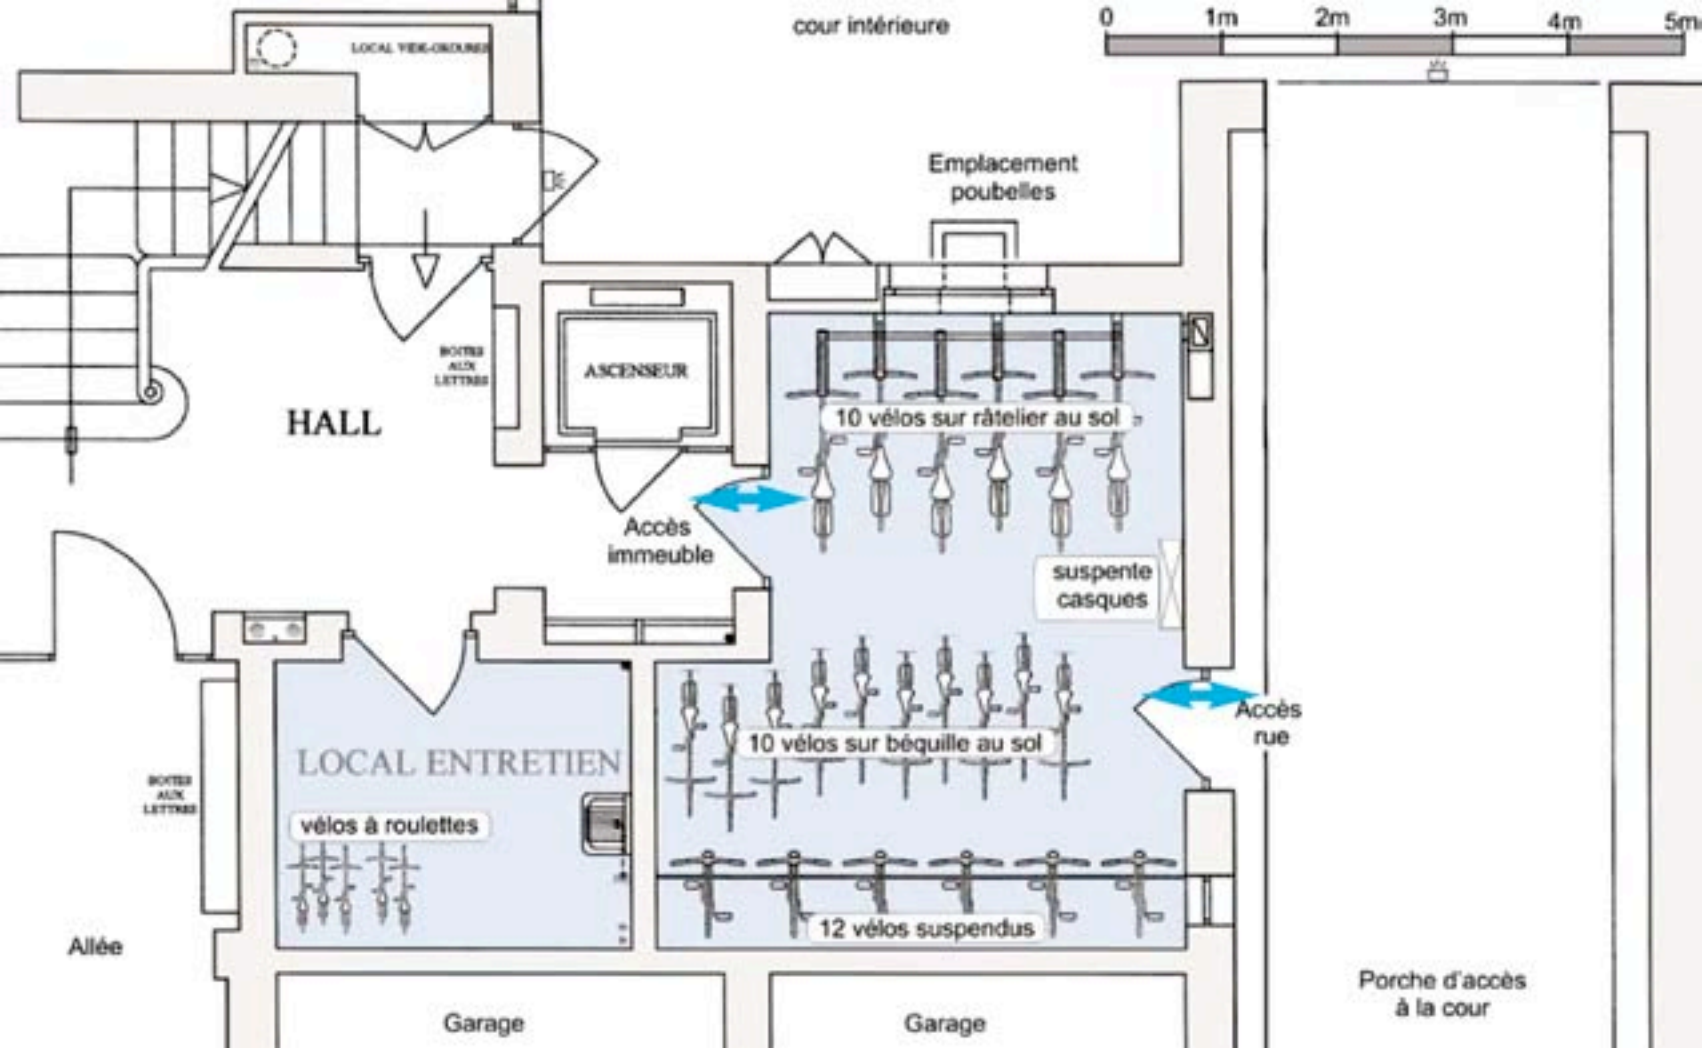 cour intérieure
0 1m 2m 3m 4m 5m
LOCAL VIDE-ORDURES
Emplacement
poubelles
BOITES
AUX
LETTRES
ASCENSEUR
HALL
10 vélos sur râtelier au sol
Accès
immeuble
suspente
casques
Accès
rue
10 vélos sur béquille au sol
LOCAL ENTRETIEN
BOITES
AUX
LETTRES
vélos à roulettes
12 vélos suspendus
Allée
Porche d'accès
à la cour
Garage
Garage